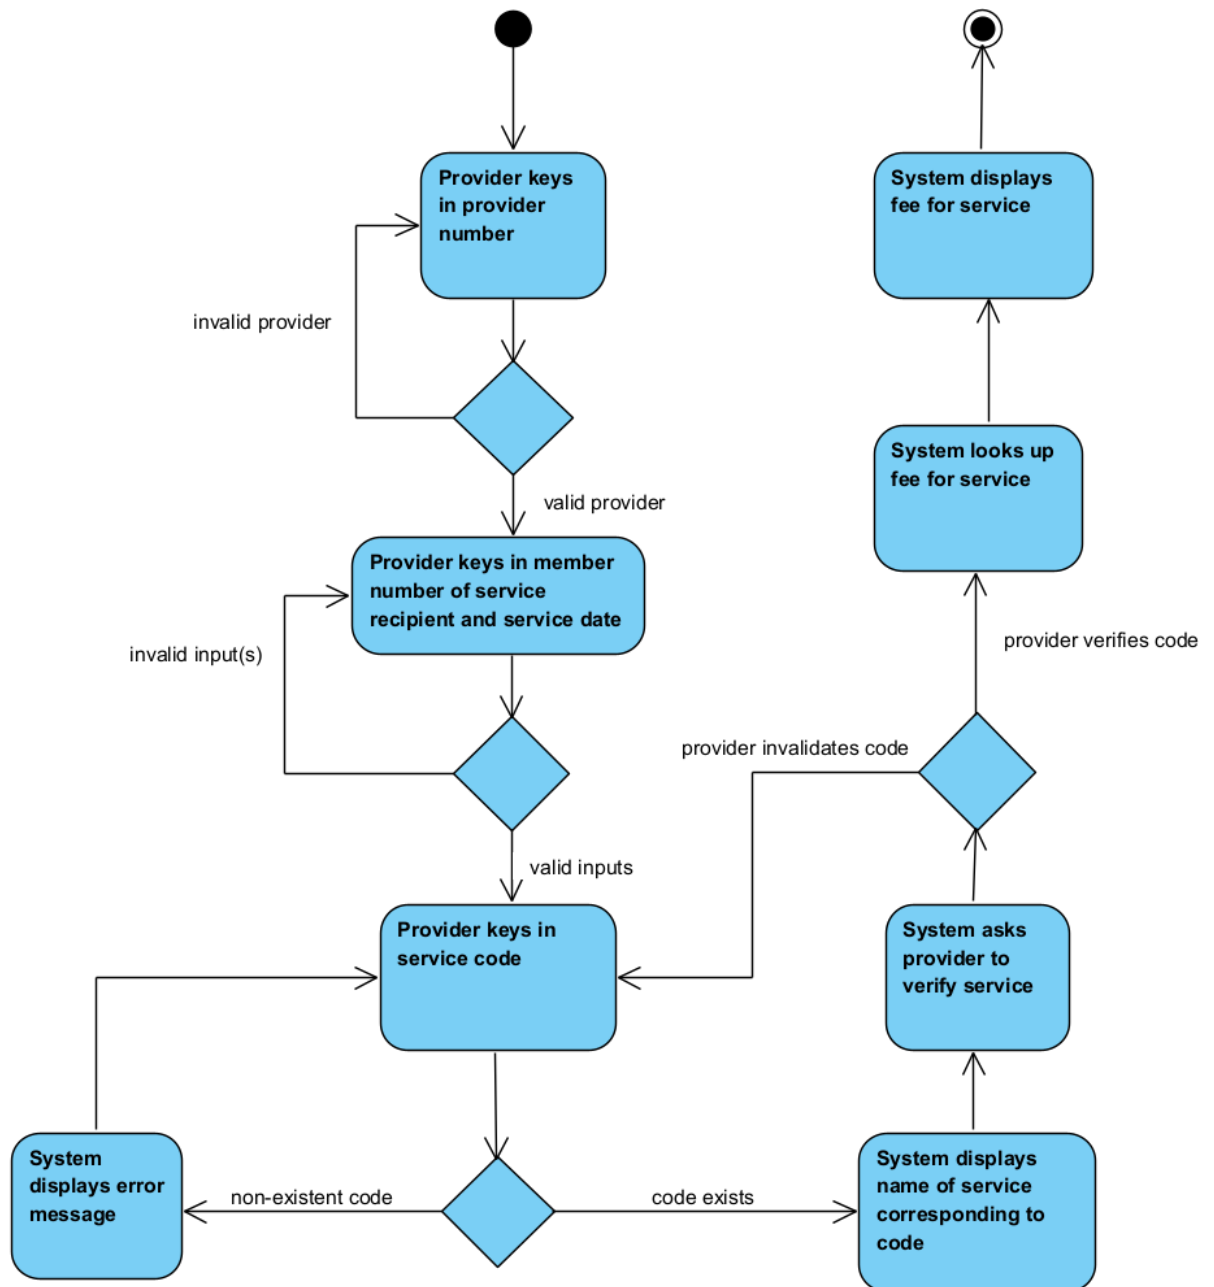 Provider keys
in provider
number
invalid provider
valid provider
Provider keys in member
number of service
recipient and service date
invalid input(s)
valid inputs
Provider keys in
service code
System
displays error
message
non-existent code
code exists
System displays
name of service
corresponding to
code
System asks
provider to
verify service
provider invalidates code
provider verifies code
System looks up
fee for service
System displays
fee for service